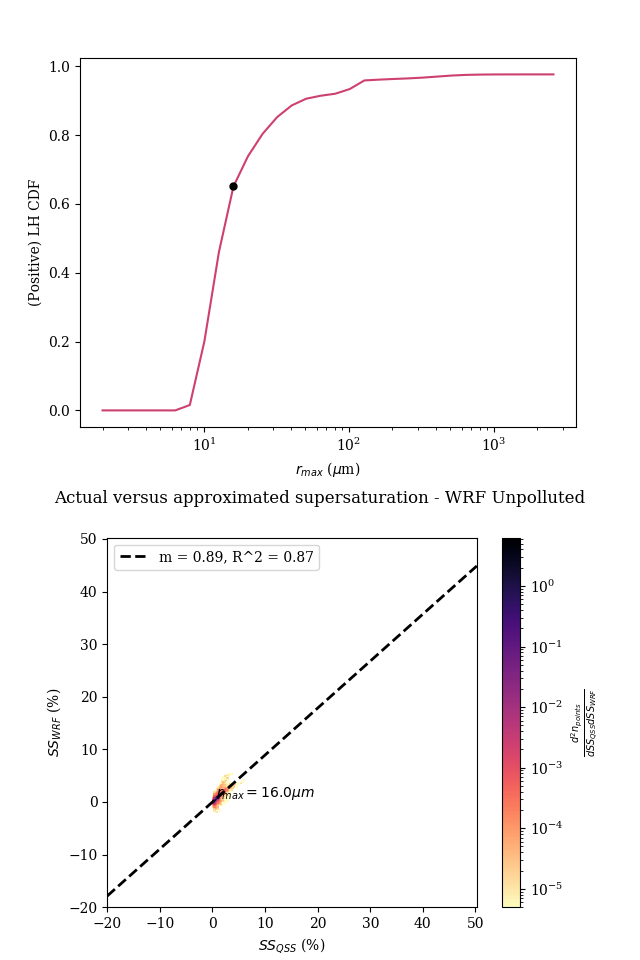 1.0
0.8
0.6
0.4
0.2
0.0
(Positive) LH CDF
10^1 10^2 10^3
r_max (μm)
Actual versus approximated supersaturation - WRF Unpolluted
50
40
30
20
10
0
−10
−20
SS_WRF (%)
m = 0.89, R^2 = 0.87
r_max = 16.0μm
−20 −10 0 10 20 30 40 50
SS_QSS (%)
10^0
10^−1
10^−2
10^−3
10^−4
10^−5
d^2 n_points
dSS_QSS dSS_WRF